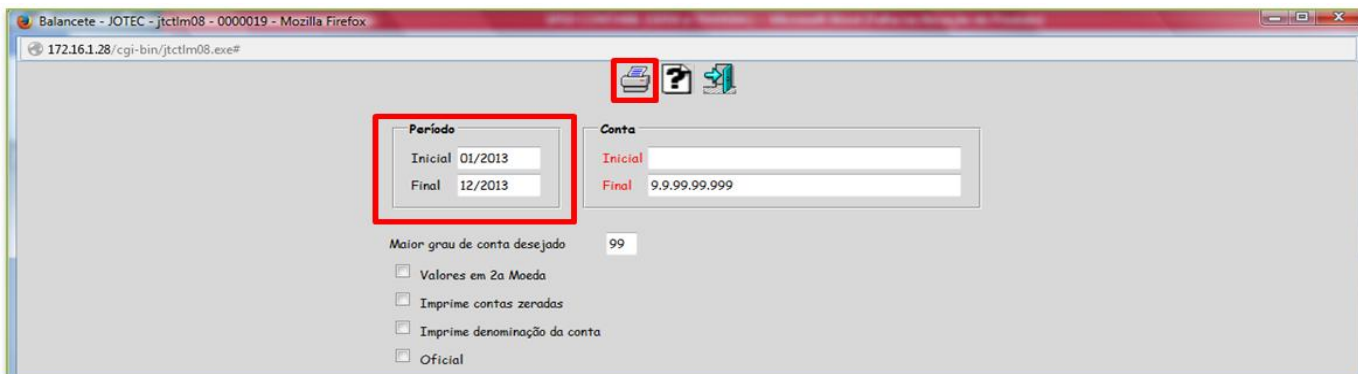 Balancete - JOTEC - jtctlm08 - 0000019 - Mozilla Firefox
172.16.1.28/cgi-bin/jtctlm08.exe#
?
Período
Inicial 01/2013
Final 12/2013
Conta
Inicial
Final 9.9.99.99.999
Maior grau de conta desejado 99
Valores em 2a Moeda
Imprime contas zeradas
Imprime denominação da conta
Oficial